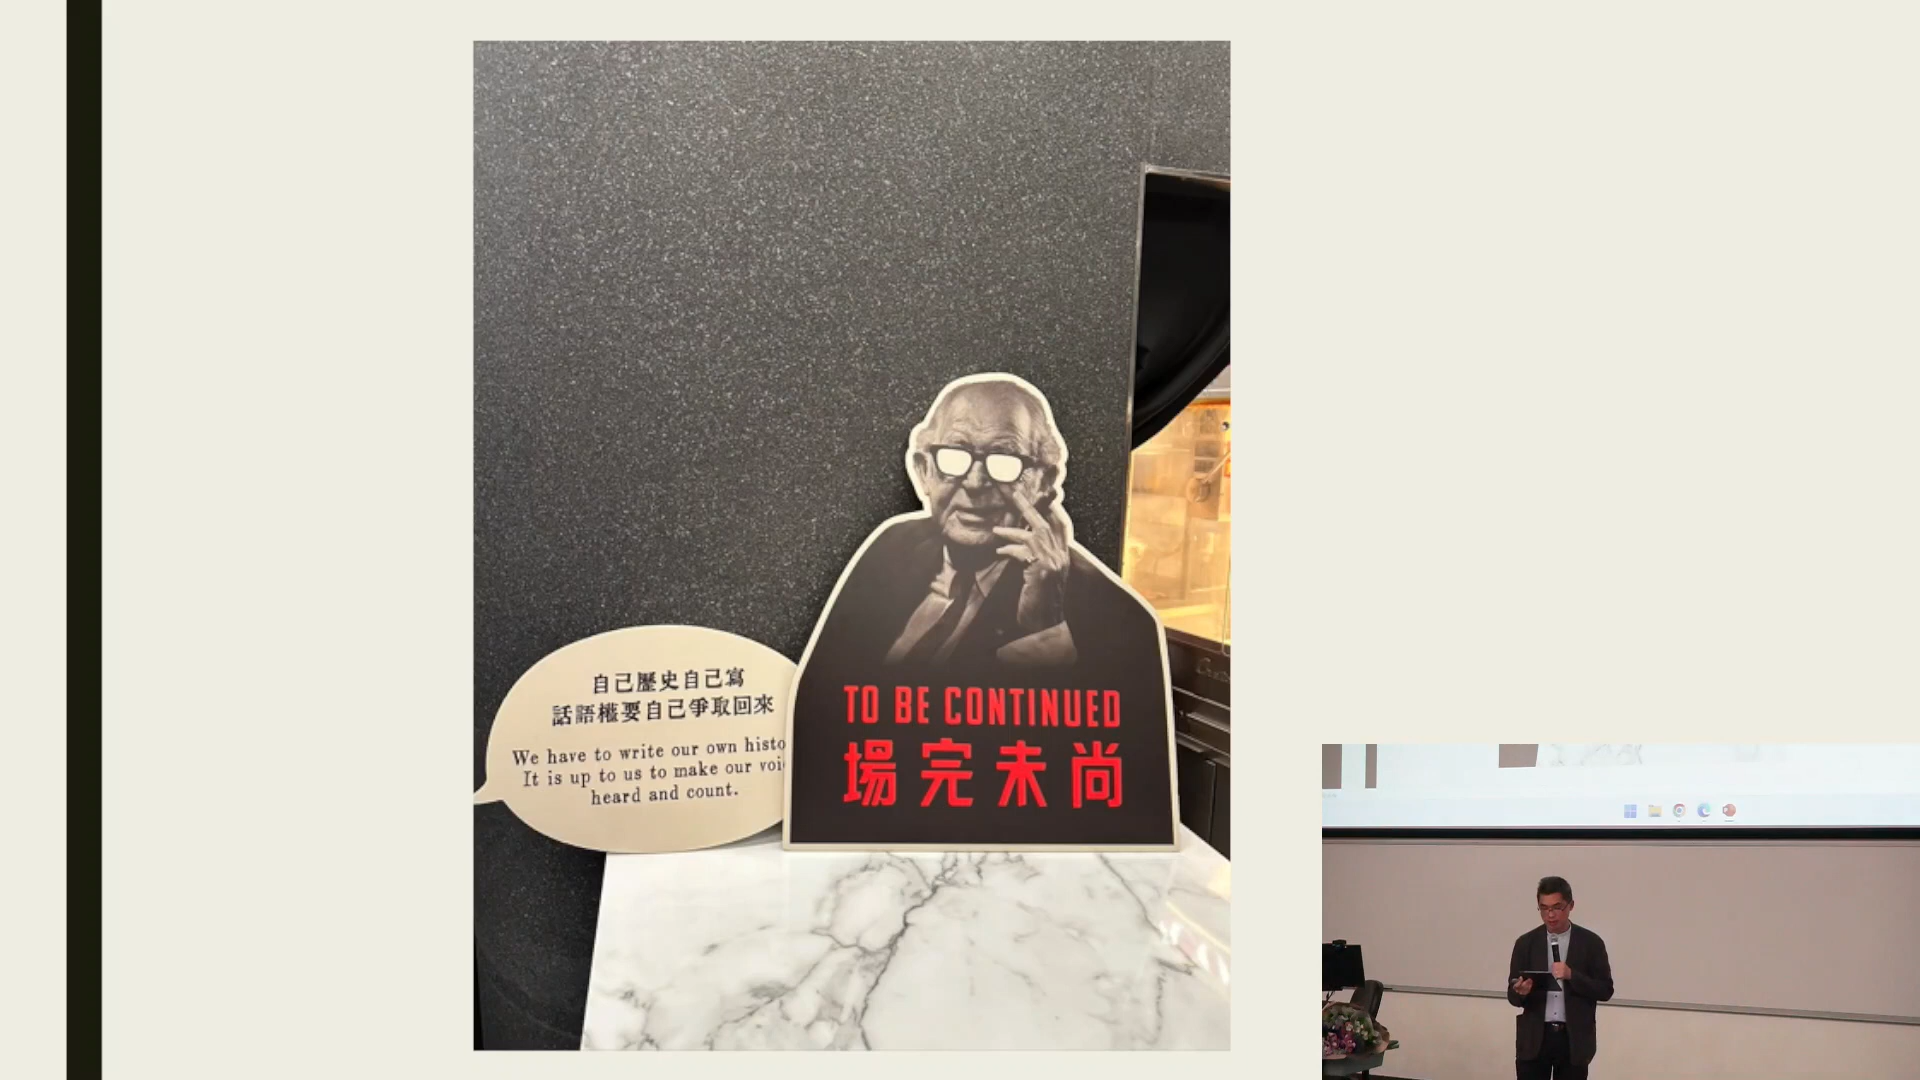 自己歷史自己寫
話語權要自己爭取回來
We have to write our own
It is up to us to make our
heard and count.
TO BE CONTINUED
場完未尚